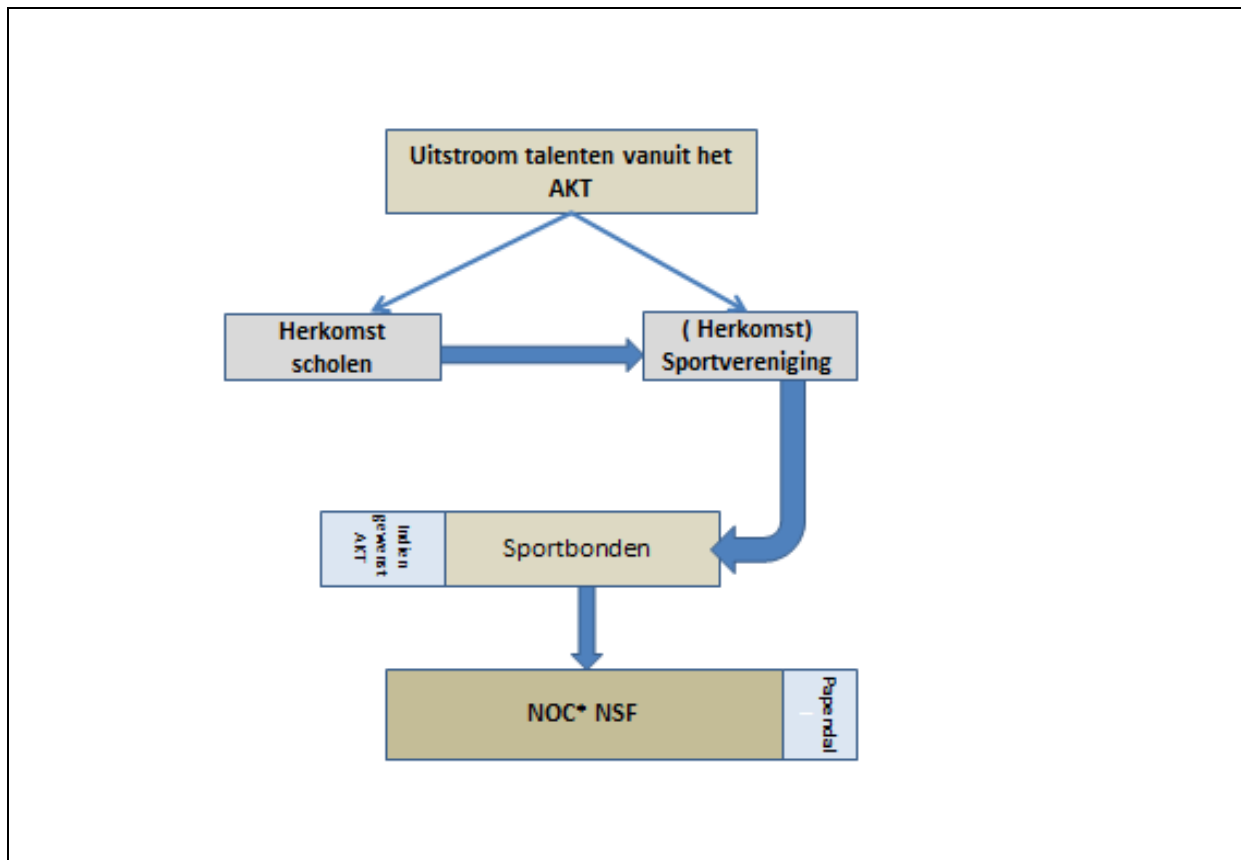 Uitstroom talenten vanuit het
AKT
Herkomst
scholen
( Herkomst)
Sportvereniging
Indien
gewenst
AKT
Sportbonden
NOC* NSF
Papendal